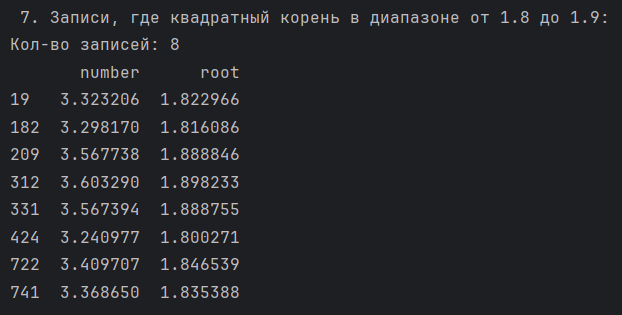 7. Записи, где квадратный корень в диапазоне от 1.8 до 1.9:
Кол-во записей: 8
number root
19 3.323206 1.822966
182 3.298170 1.816086
209 3.567738 1.888846
312 3.603290 1.898233
331 3.567394 1.888755
424 3.240977 1.800271
722 3.409707 1.846539
741 3.368650 1.835388